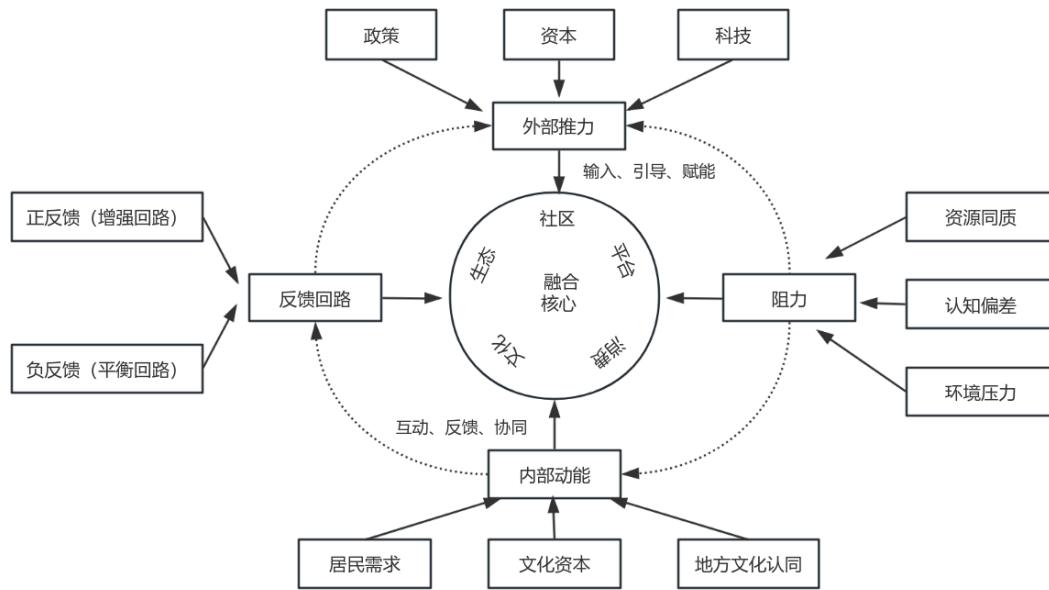 政策
资本
科技
外部推力
输入、引导、赋能
正反馈（增强回路）
资源同质
社区
生态
平台
反馈回路
融合
核心
阻力
认知偏差
负反馈（平衡回路）
文化
消费
环境压力
互动、反馈、协同
内部动能
居民需求
文化资本
地方文化认同